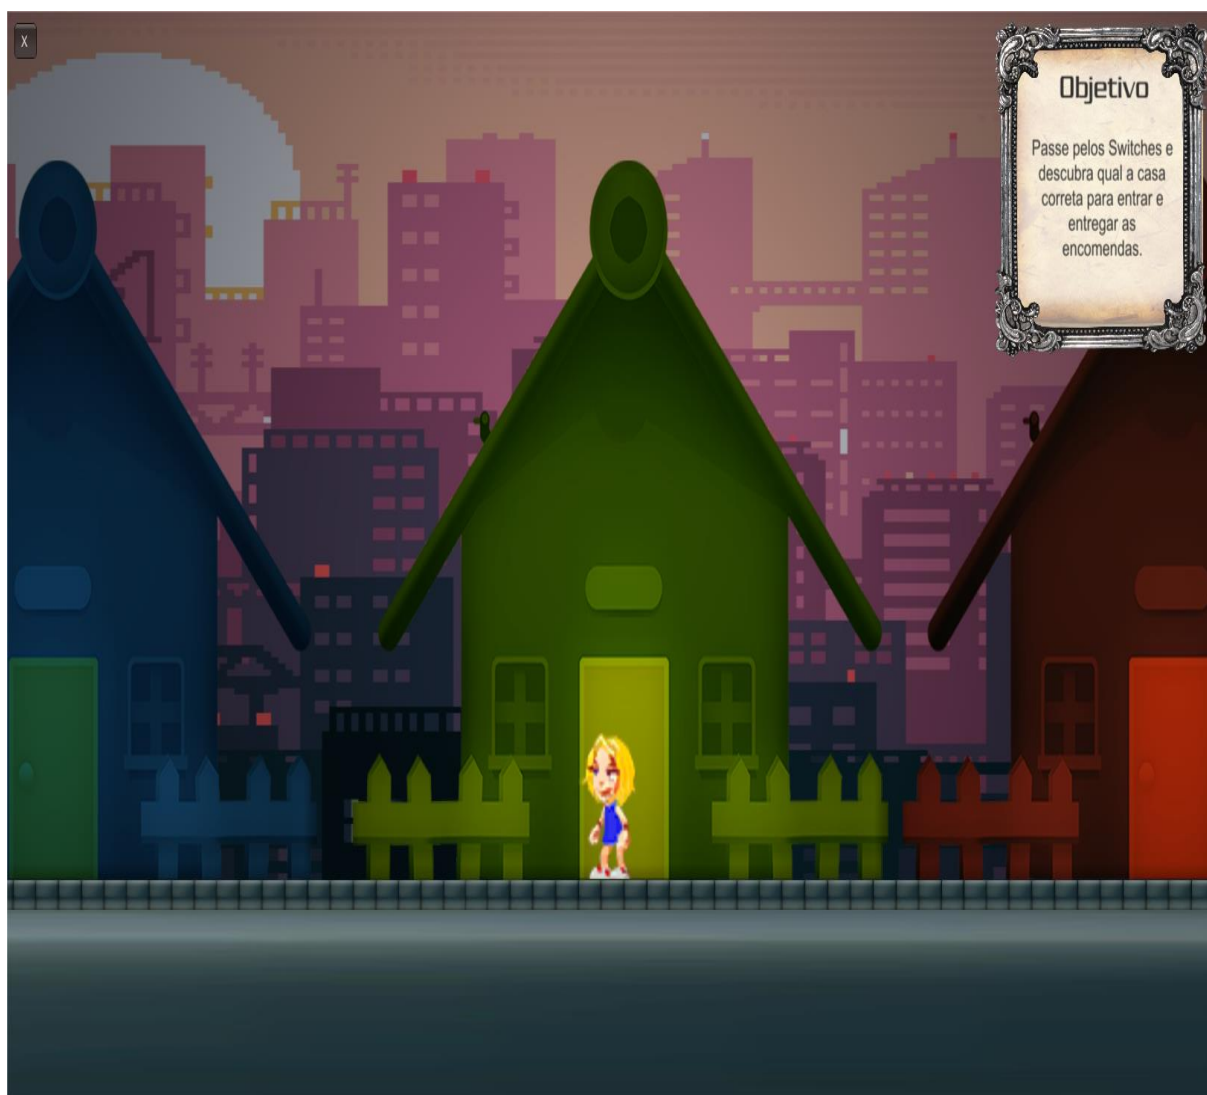 X
Objetivo
Passe pelos Switches e
descubra qual a casa
correta para entrar e
entregar as
encomendas.